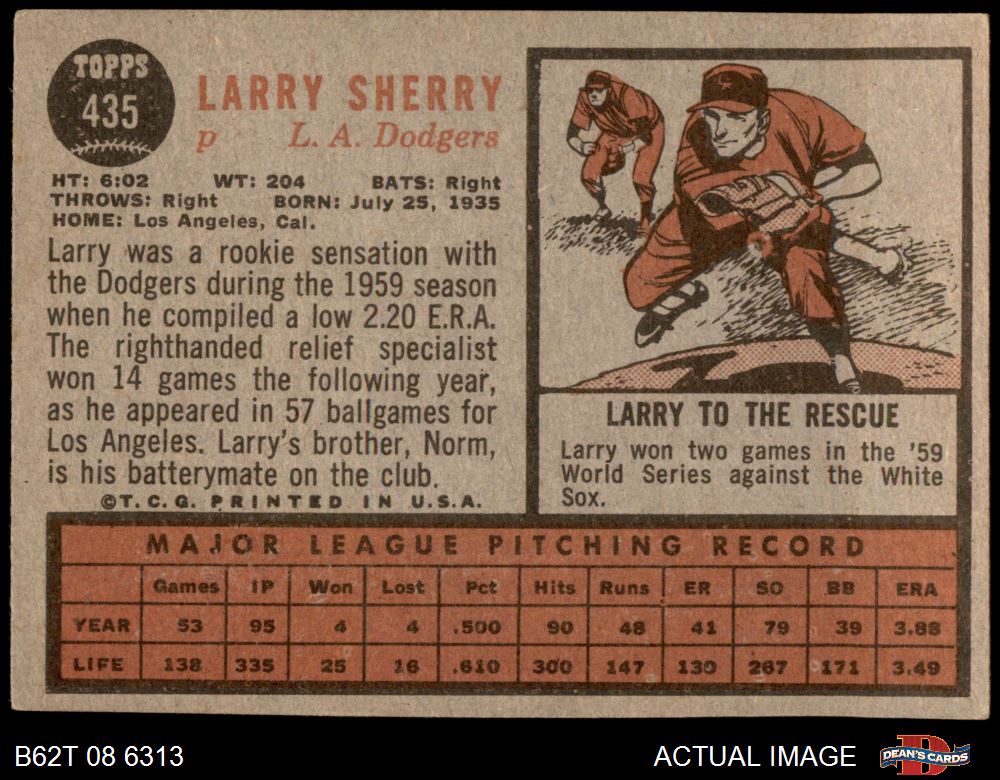 TOPPS
435
LARRY SHERRY
p L. A. Dodgers
HT: 6:02 WT: 204 BATS: Right
THROWS: Right BORN: July 25, 1935
HOME: Los Angeles, Cal.
Larry was a rookie sensation with
the Dodgers during the 1959 season
when he compiled a low 2.20 E.R.A.
The righthanded relief specialist
won 14 games the following year,
as he appeared in 57 ballgames for
Los Angeles. Larry's brother, Norm,
is his batterymate on the club.
©T.C.G. PRINTED IN U.S.A.
LARRY TO THE RESCUE
Larry won two games in the '59
World Series against the White
Sox.
MAJOR LEAGUE PITCHING RECORD
Games IP Won Lost Pct Hits Runs ER SO BB ERA
YEAR 53 95 4 4 .500 90 48 41 79 39 3.88
LIFE 138 335 25 16 .610 300 147 130 267 171 3.49
B62T 08 6313
ACTUAL IMAGE
DEAN'S CARDS